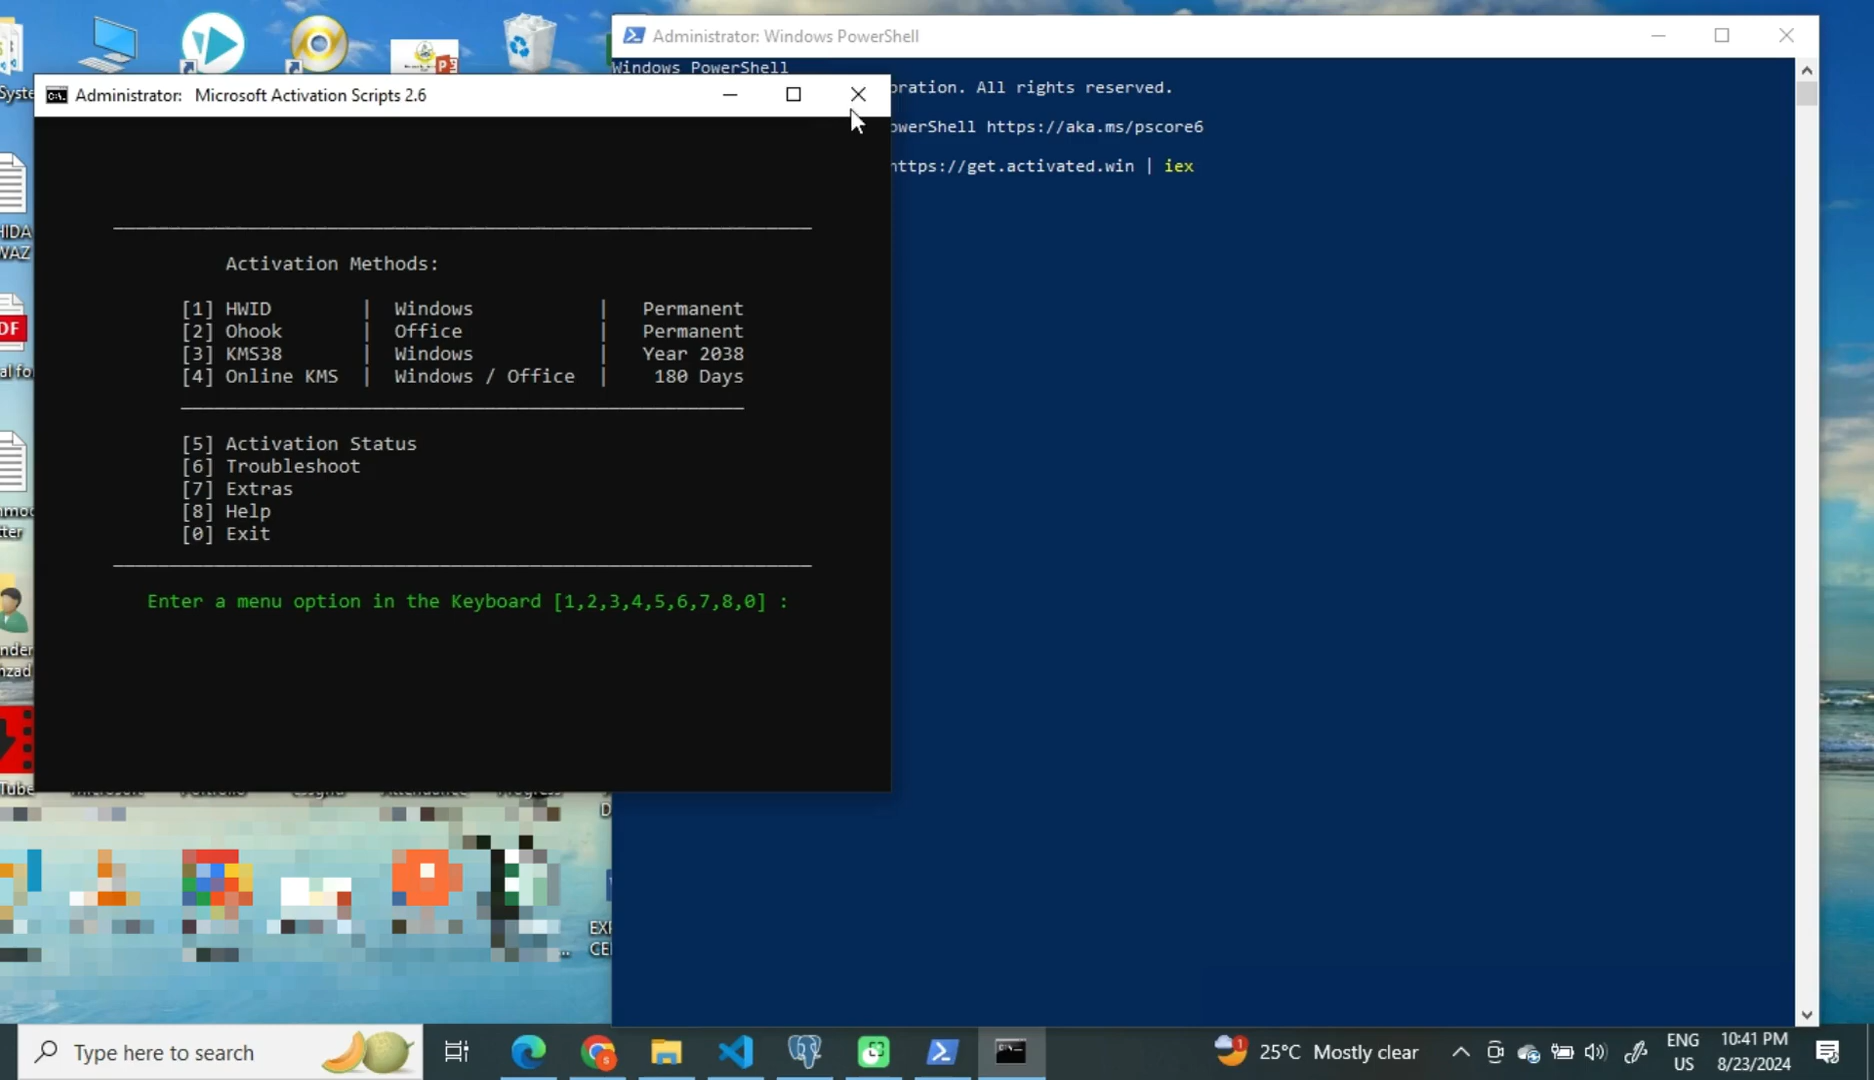 Administrator: Windows PowerShell
Windows PowerShell
ration. All rights reserved.
Administrator: Microsoft Activation Scripts 2.6
owerShell https://aka.ms/pscore6
https://get.activated.win | iex
Activation Methods:
[1] HWID | Windows | Permanent
[2] Ohook | Office | Permanent
[3] KMS38 | Windows | Year 2038
[4] Online KMS | Windows / Office | 180 Days
[5] Activation Status
[6] Troubleshoot
[7] Extras
[8] Help
[0] Exit
Enter a menu option in the Keyboard [1,2,3,4,5,6,7,8,0] :
Type here to search
25°C Mostly clear
ENG
US
10:41 PM
8/23/2024